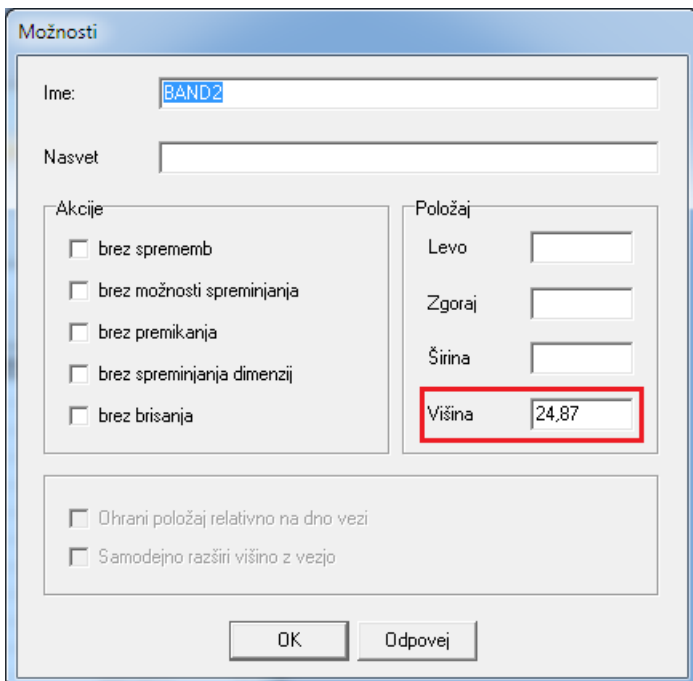 Možnosti
Ime: BAND2
Nasvet
Akcije
brez sprememb
brez možnosti spreminjanja
brez premikanja
brez spreminjanja dimenzij
brez brisanja
Položaj
Levo
Zgoraj
Širina
Višina 24,87
Ohrani položaj relativno na dno vezi
Samodejno razširi višino z vezjo
OK Odpovej